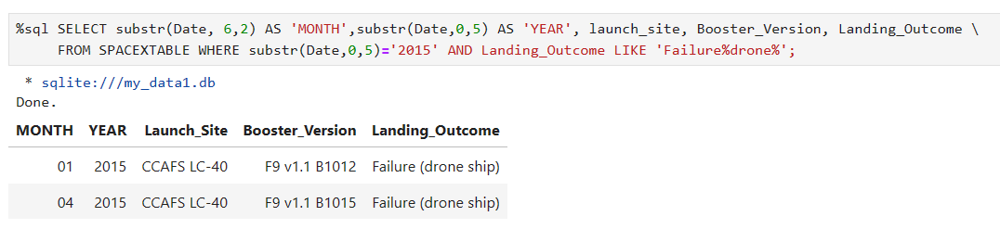 %sql SELECT substr(Date, 6,2) AS 'MONTH',substr(Date,0,5) AS 'YEAR', launch_site, Booster_Version, Landing_Outcome \
FROM SPACEXTABLE WHERE substr(Date,0,5)='2015' AND Landing_Outcome LIKE 'Failure%drone%';
* sqlite:///my_data1.db
Done.
MONTH YEAR Launch_Site Booster_Version Landing_Outcome
01 2015 CCAFS LC-40 F9 v1.1 B1012 Failure (drone ship)
04 2015 CCAFS LC-40 F9 v1.1 B1015 Failure (drone ship)